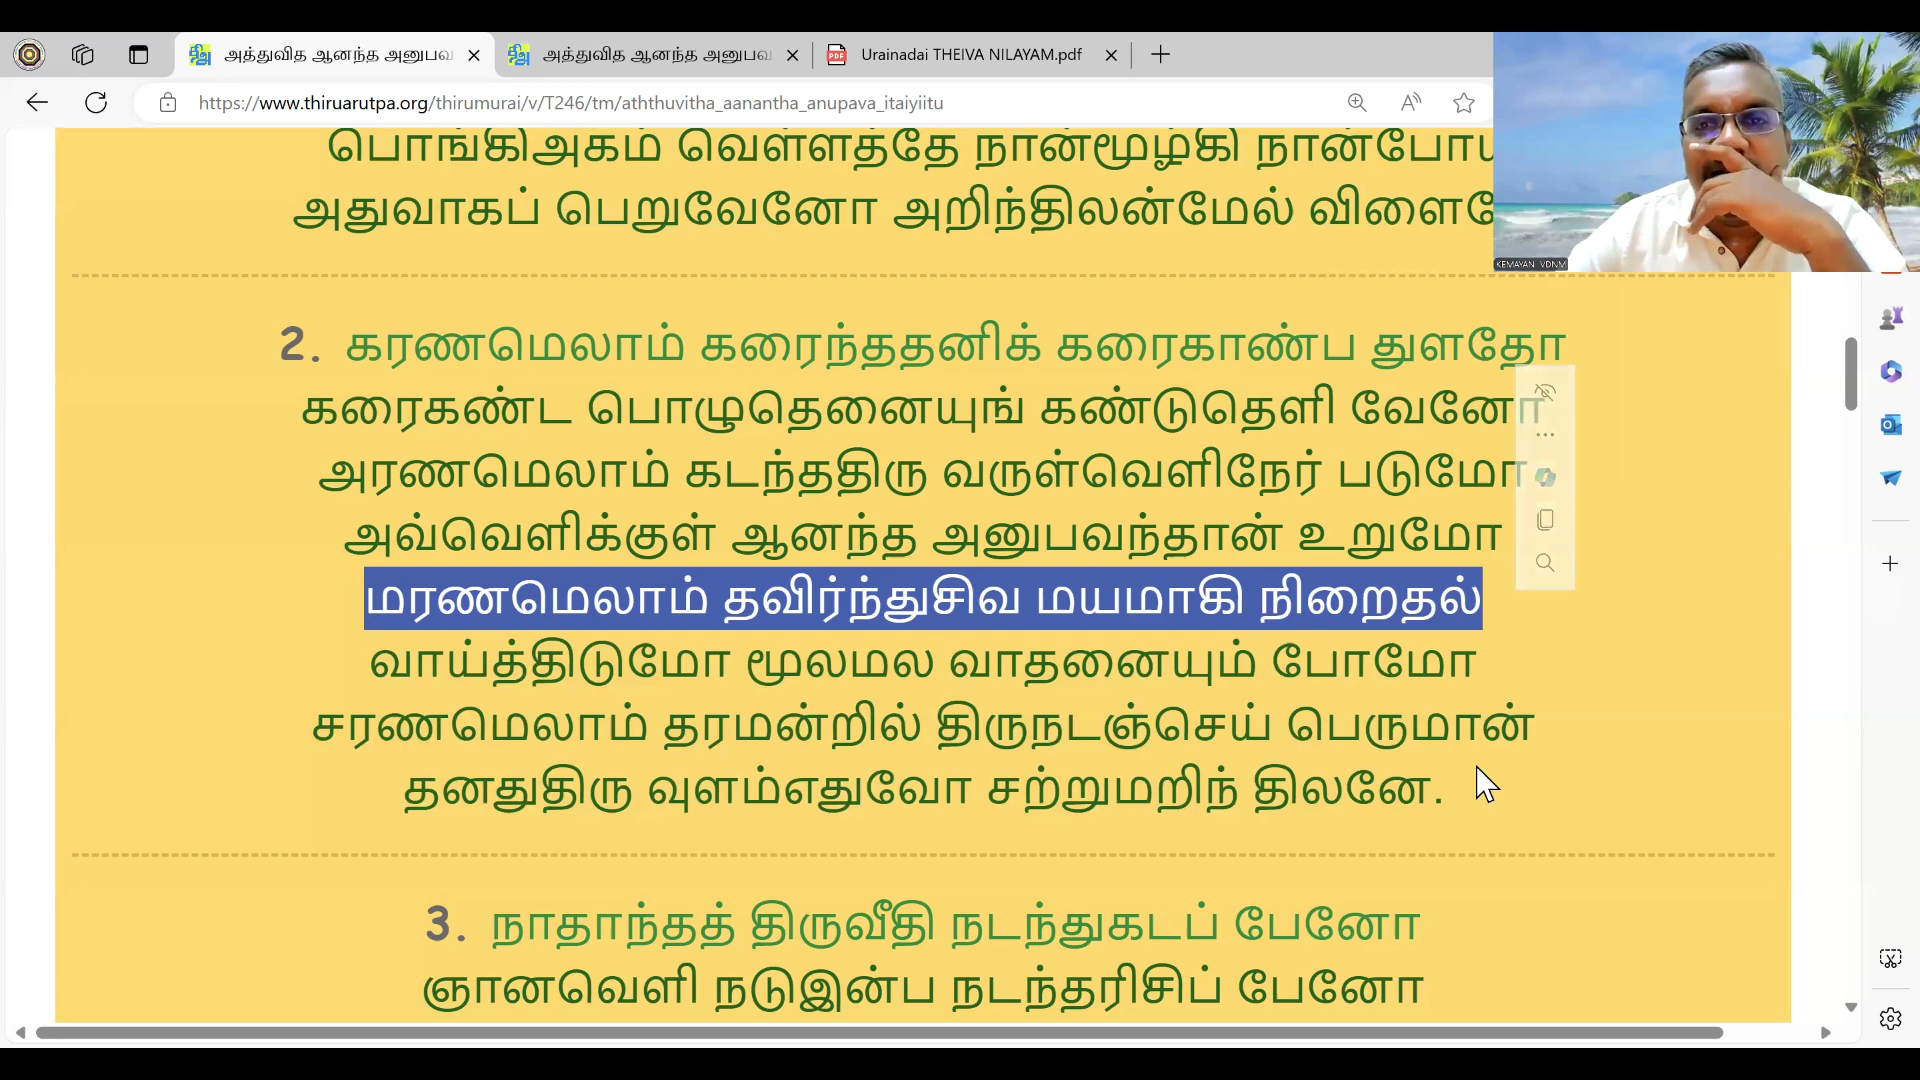 அத்துவித ஆனந்த அனுபவ
அத்துவித ஆனந்த அனுபவ
Urainadai THEIVA NILAYAM.pdf
https://www.thiruarutpa.org/thirumurai/v/T246/tm/aththuvitha_aanantha_anupava_itaiyiitu
பொங்கிஅகம் வெள்ளத்தே நான்மூழ்கி
அதுவாகப் பெறுவேனோ அறிந்திலன்மேல்
KEMAYAN VDNM
2. கரணமெலாம் கரைந்ததனிக் கரைகாண்ப துளதோ
கரைகண்ட பொழுதெனையுங் கண்டுதெளி வேனோ
அரணமெலாம் கடந்ததிரு வருள்வெளிநேர் படுமோ
அவ்வெளிக்குள் ஆனந்த அனுபவந்தான் உறுமோ
மரணமெலாம் தவிர்ந்துசிவ மயமாகி நிறைதல்
வாய்த்திடுமோ மூலமல வாதனையும் போமோ
சரணமெலாம் தரமன்றில் திருநடஞ்செய் பெருமான்
தனதுதிரு வுளம்எதுவோ சற்றுமறிந் திலனே.
3. நாதாந்தத் திருவீதி நடந்துகடப் பேனோ
ஞானவெளி நடுஇன்ப நடந்தரிசிப் பேனோ